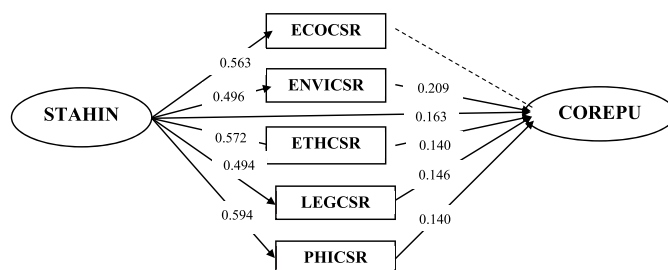 ECOCSR
0.563
ENVICSR
0.496
0.209
STAHIN
0.163
COREPU
0.572
ETHCSR
0.140
0.494
LEGCSR
0.146
0.594
0.140
PHICSR